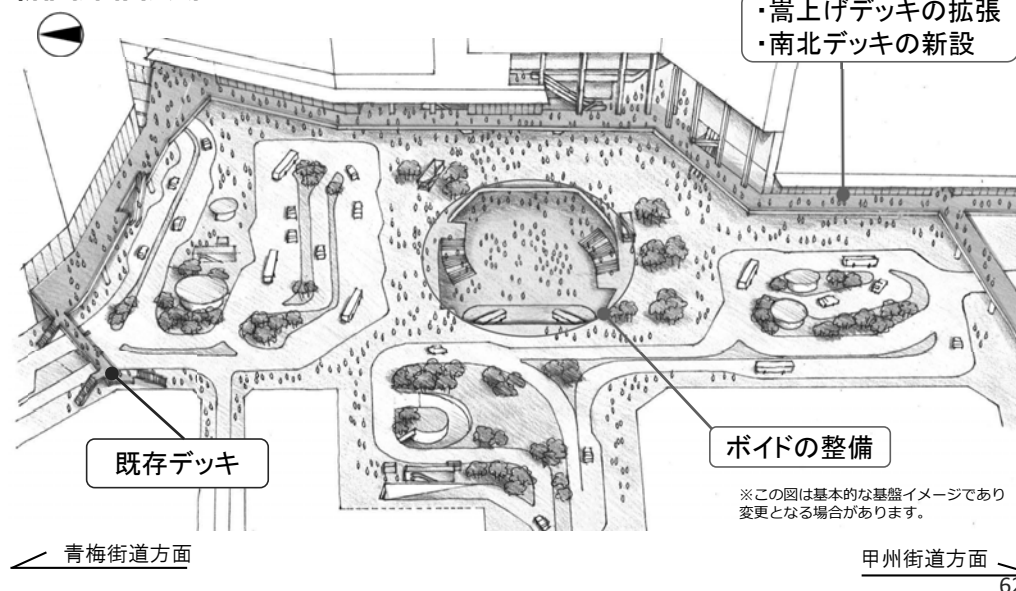 ・嵩上げデッキの拡張
・南北デッキの新設
既存デッキ
ボイドの整備
※この図は基本的な基盤イメージであり
変更となる場合があります。
青梅街道方面
甲州街道方面
62